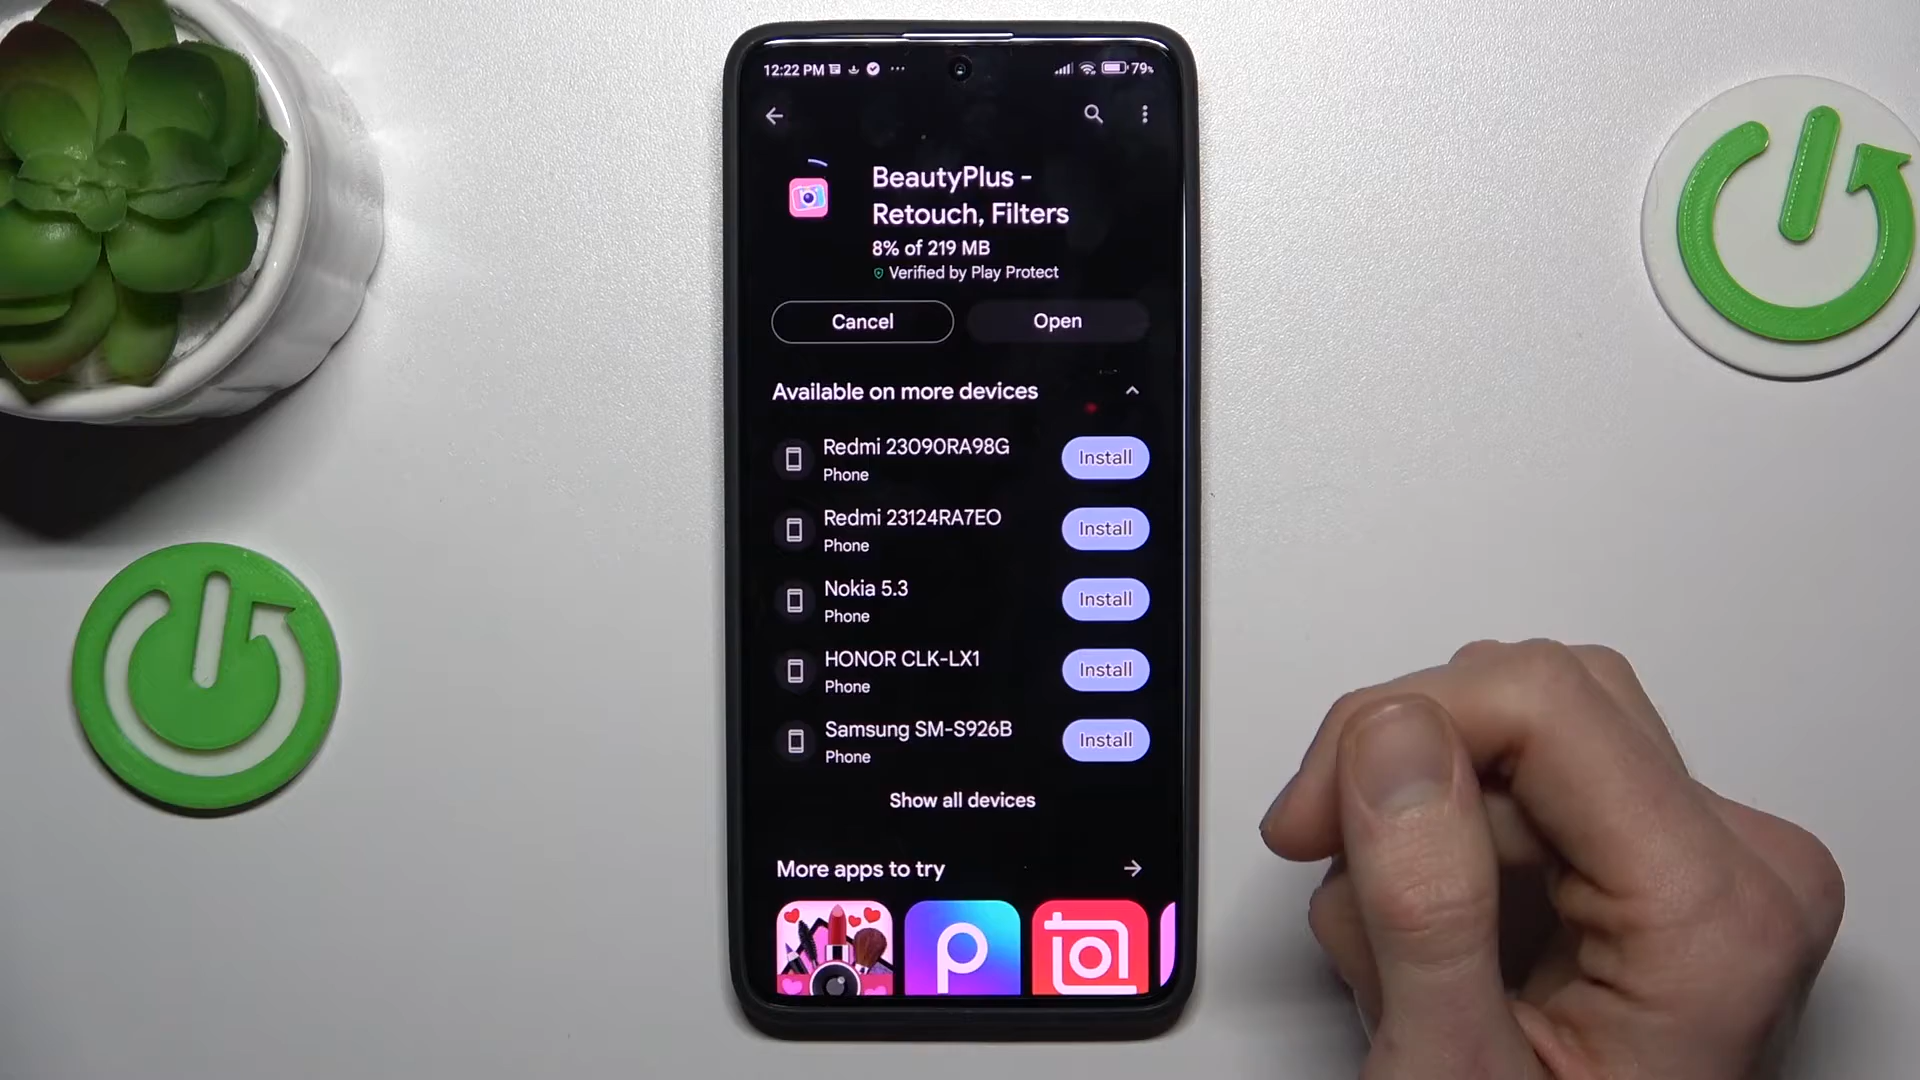 12:22 PM
79%
BeautyPlus -
Retouch, Filters
8% of 219 MB
Verified by Play Protect
Cancel
Open
Available on more devices
Redmi 23090RA98G
Phone
Install
Redmi 23124RA7EO
Phone
Install
Nokia 5.3
Phone
Install
HONOR CLK-LX1
Phone
Install
Samsung SM-S926B
Phone
Install
Show all devices
More apps to try